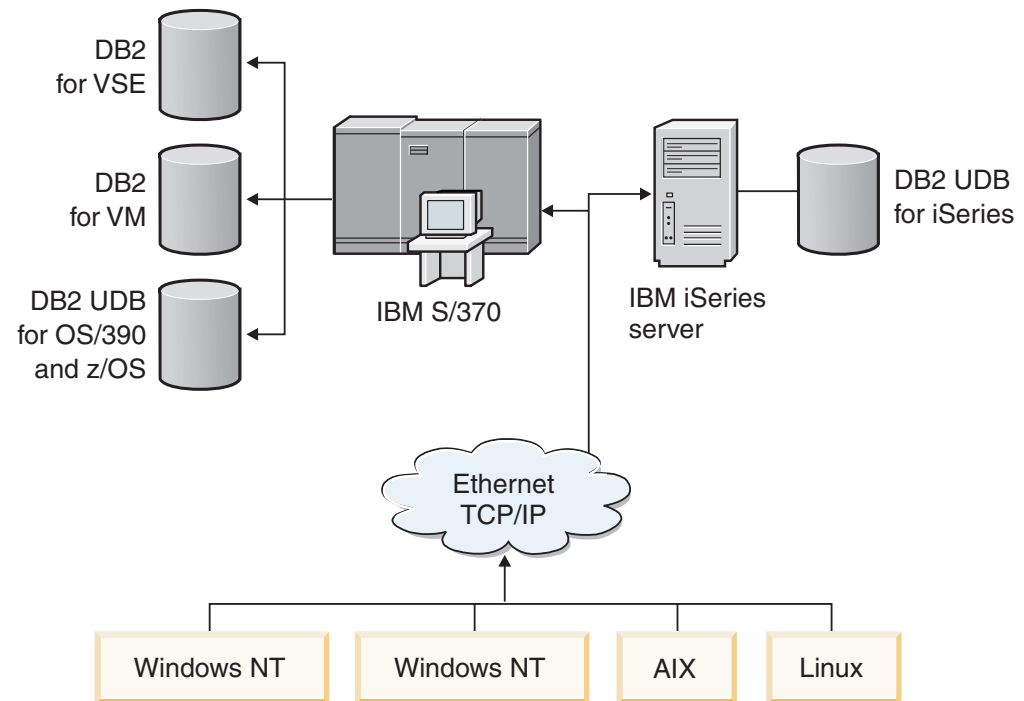 DB2
for VSE
DB2
for VM
DB2 UDB
for OS/390
and z/OS
IBM S/370
IBM iSeries
server
DB2 UDB
for iSeries
Ethernet
TCP/IP
Windows NT
Windows NT
AIX
Linux